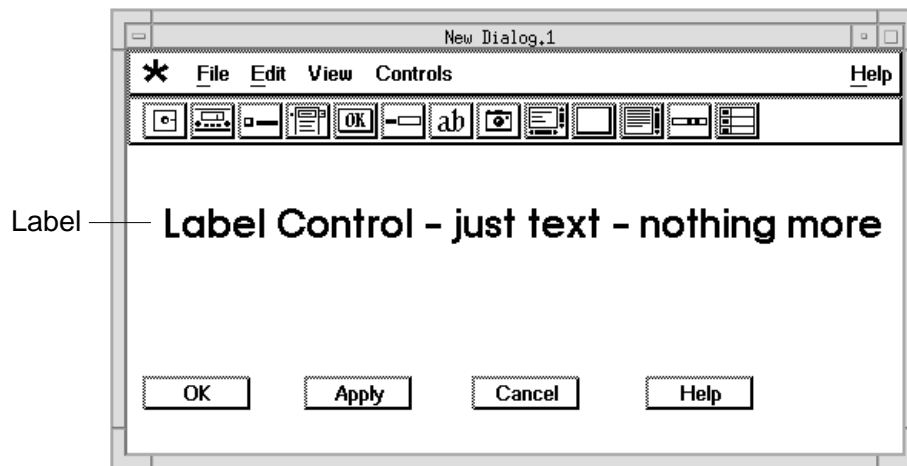 New Dialog.1
* File Edit View Controls Help
OK ab
Label
Label Control - just text - nothing more
OK Apply Cancel Help